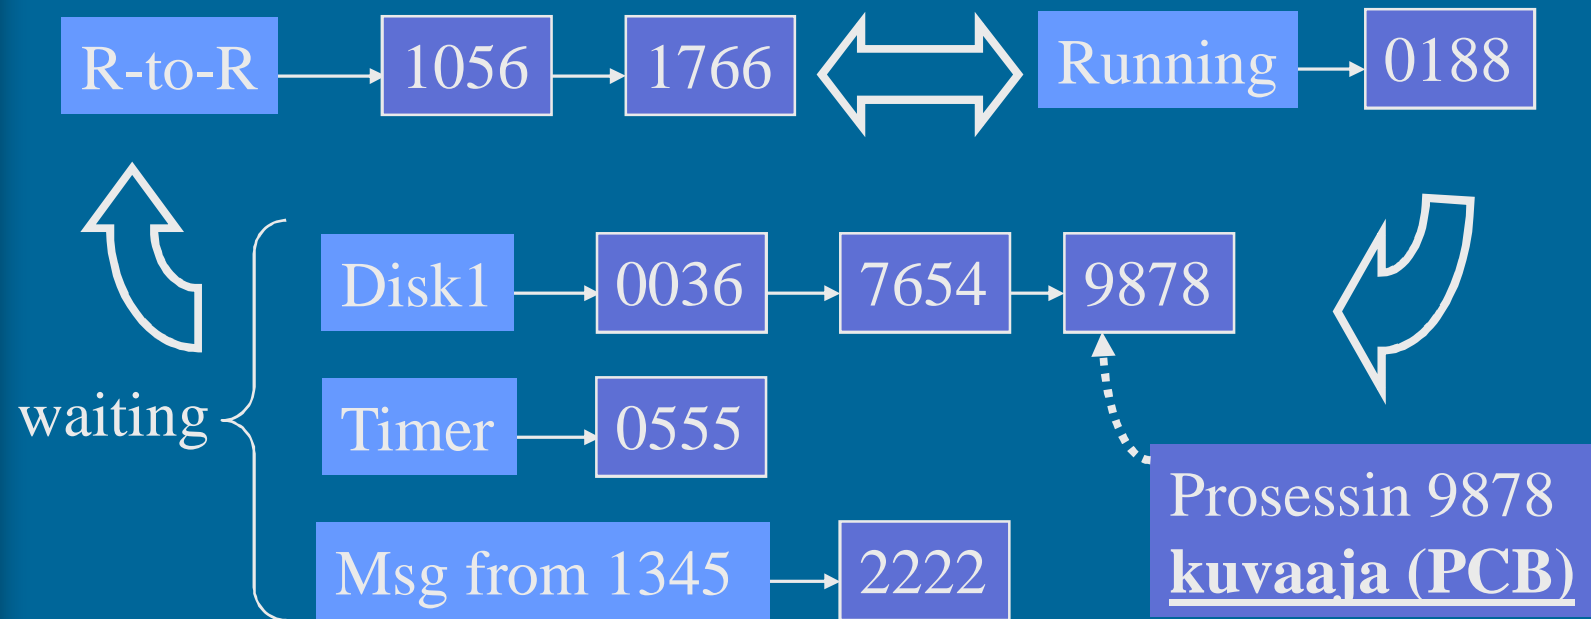 R-to-R 1056 1766 Running 0188
Disk1 0036 7654 9878
waiting Timer 0555
Prosessin 9878
kuvaaja (PCB)
Msg from 1345 2222